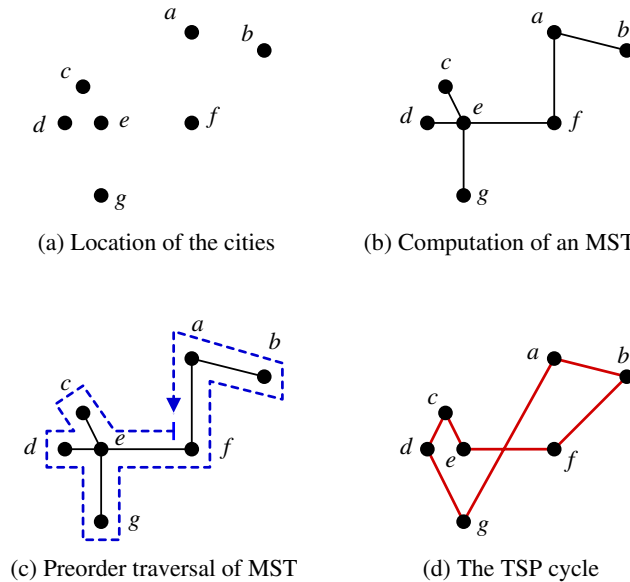 a
b
c
d
e
f
g
(a) Location of the cities
a
b
c
d
e
f
g
(b) Computation of an MST
a
b
c
d
e
f
g
(c) Preorder traversal of MST
a
b
c
d
e
f
g
(d) The TSP cycle